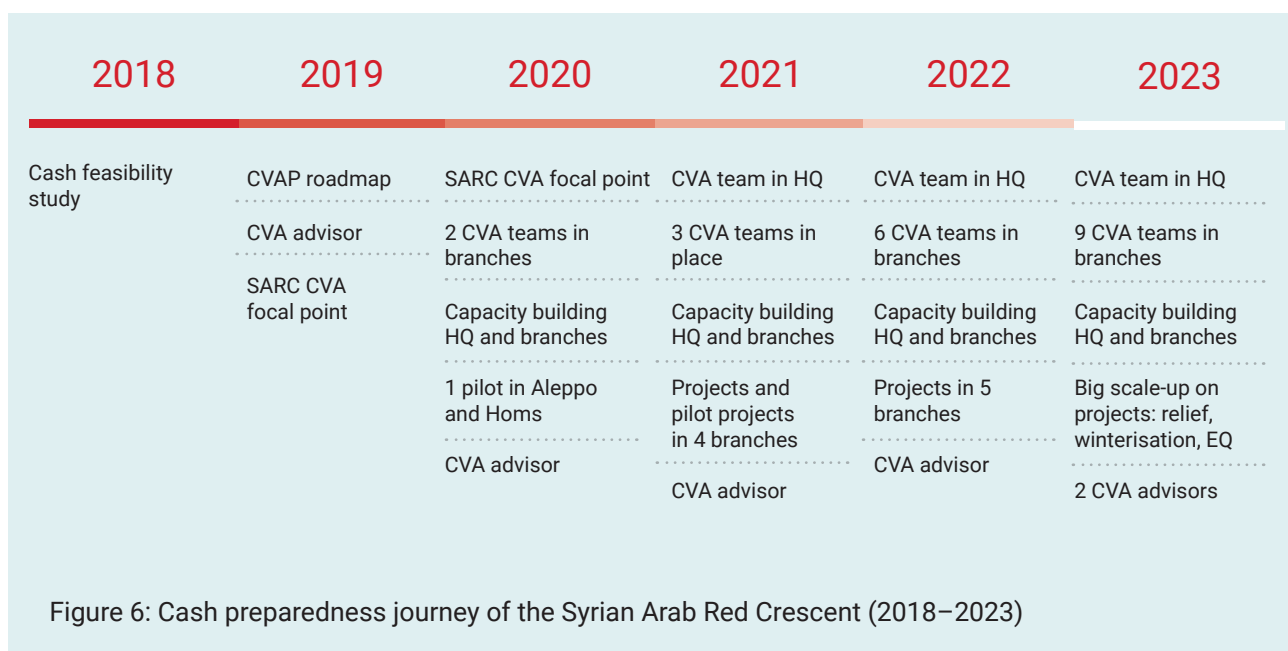 2018
2019
2020
2021
2022
2023
Cash feasibility
study
CVAP roadmap
CVA advisor
SARC CVA
focal point
SARC CVA focal point
2 CVA teams in
branches
Capacity building
HQ and branches
1 pilot in Aleppo
and Homs
CVA advisor
CVA team in HQ
3 CVA teams in
place
Capacity building
HQ and branches
Projects and
pilot projects
in 4 branches
CVA advisor
CVA team in HQ
6 CVA teams in
branches
Capacity building
HQ and branches
Projects in 5
branches
CVA advisor
CVA team in HQ
9 CVA teams in
branches
Capacity building
HQ and branches
Big scale-up on
projects: relief,
winterisation, EQ
2 CVA advisors
Figure 6: Cash preparedness journey of the Syrian Arab Red Crescent (2018–2023)